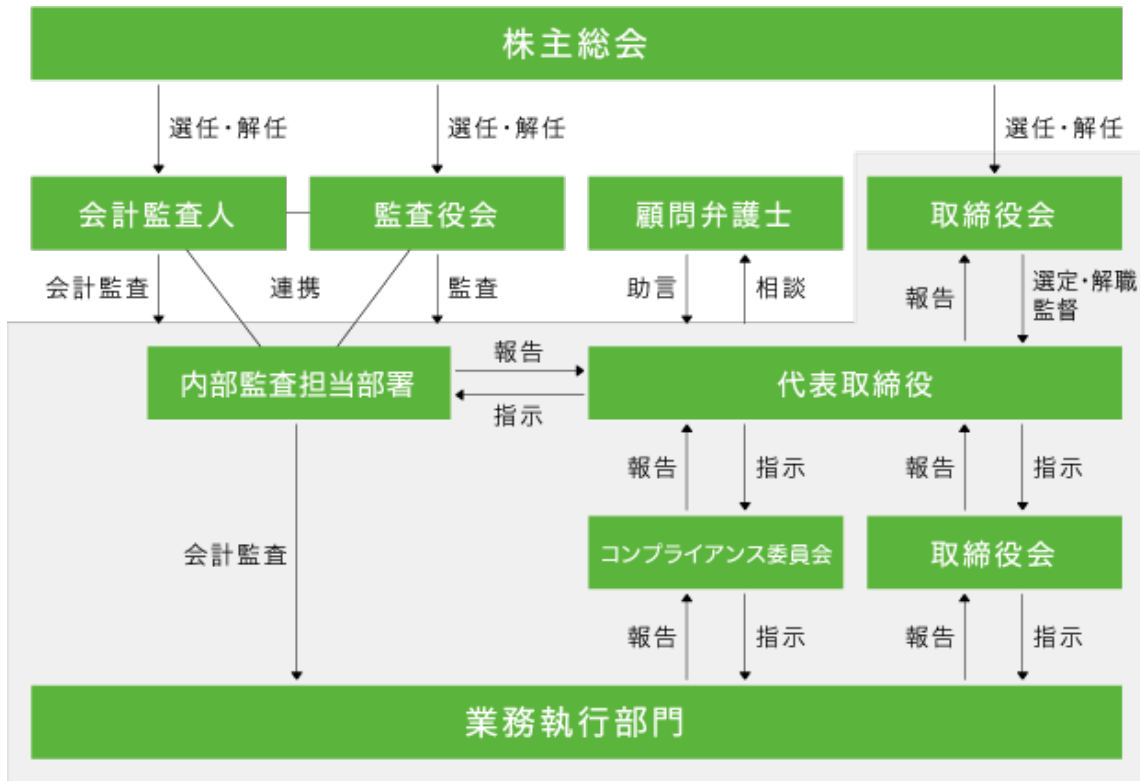 株主総会
選任・解任
選任・解任
選任・解任
会計監査人
監査役会
顧問弁護士
取締役会
会計監査
連携
監査
助言
相談
報告
選定・解職
監督
内部監査担当部署
報告
指示
代表取締役
報告
指示
報告
指示
会計監査
コンプライアンス委員会
取締役会
報告
指示
報告
指示
業務執行部門